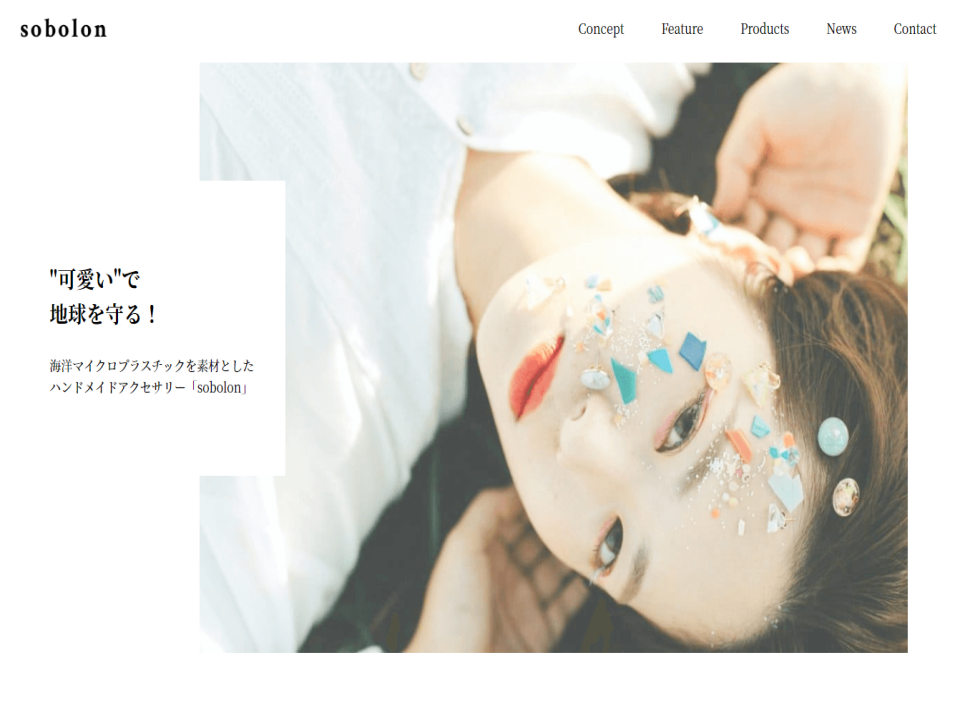 sobolon
Concept
Feature
Products
News
Contact
"可愛い"で
地球を守る！
海洋マイクロプラスチックを素材とした
ハンドメイドアクセサリー「sobolon」